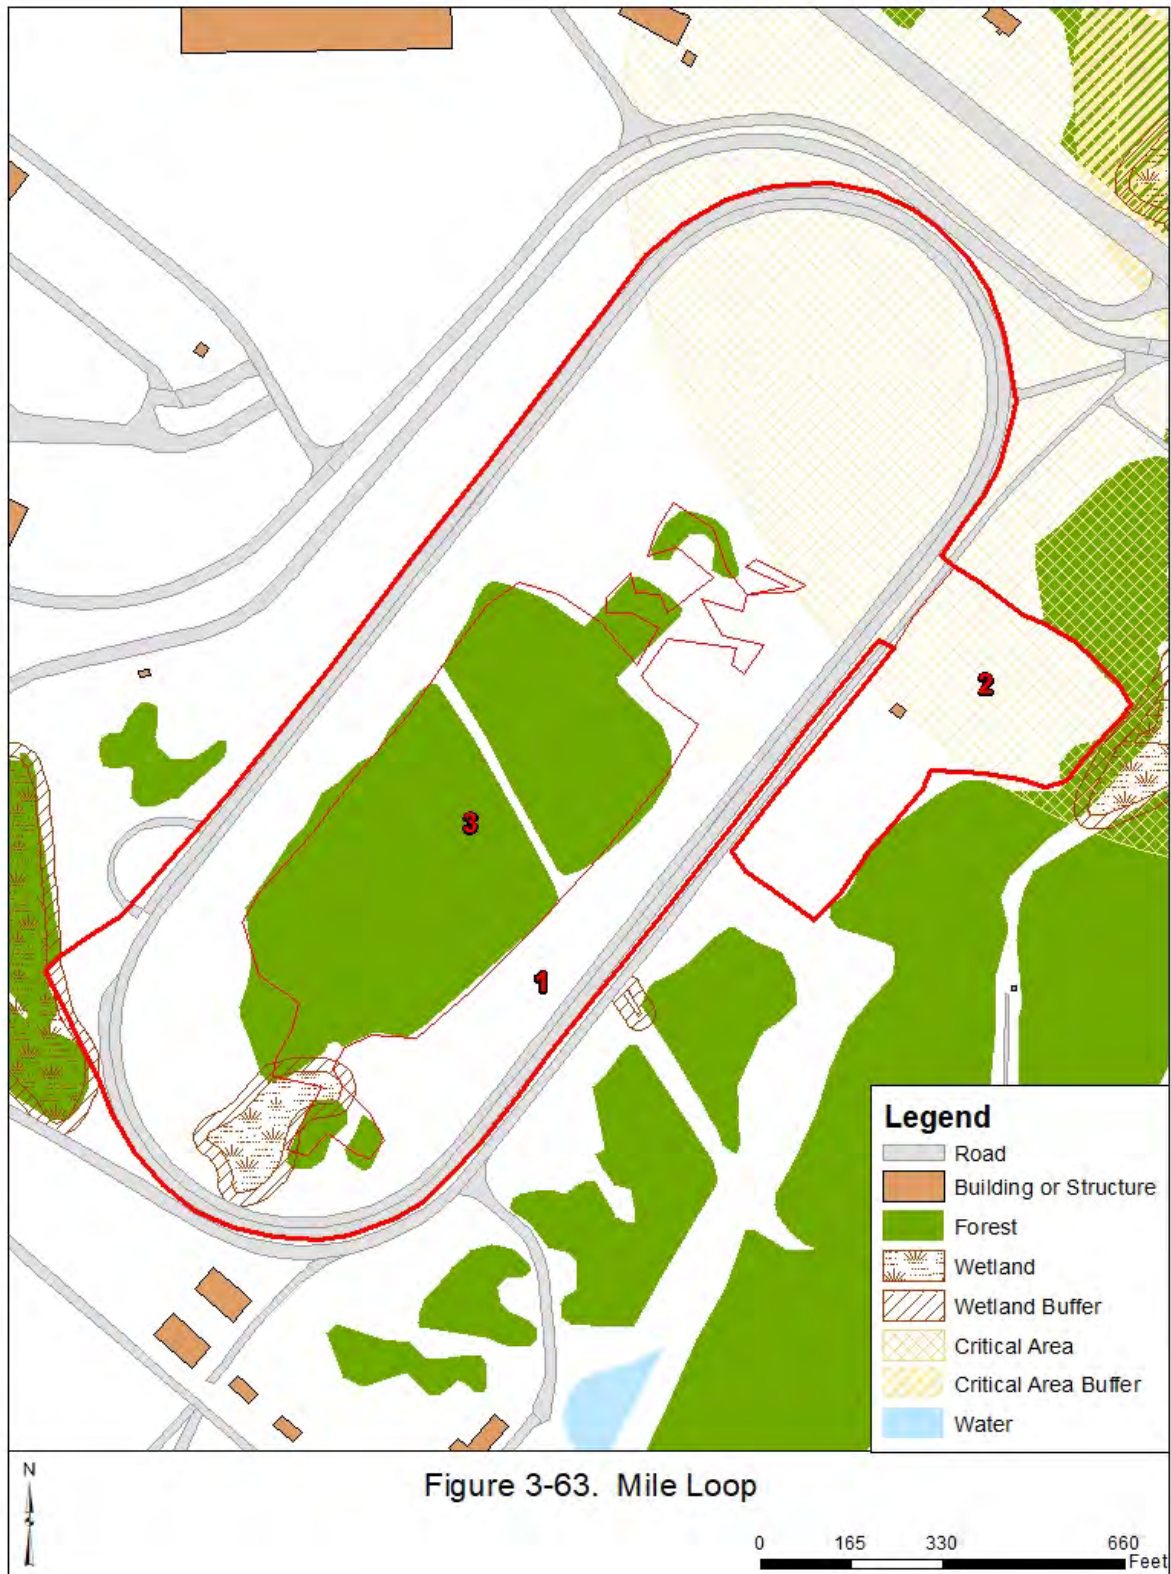 2
3
1
Legend
Road
Building or Structure
Forest
Wetland
Wetland Buffer
Critical Area
Critical Area Buffer
Water
N
Figure 3-63. Mile Loop
0 165 330 660
Feet